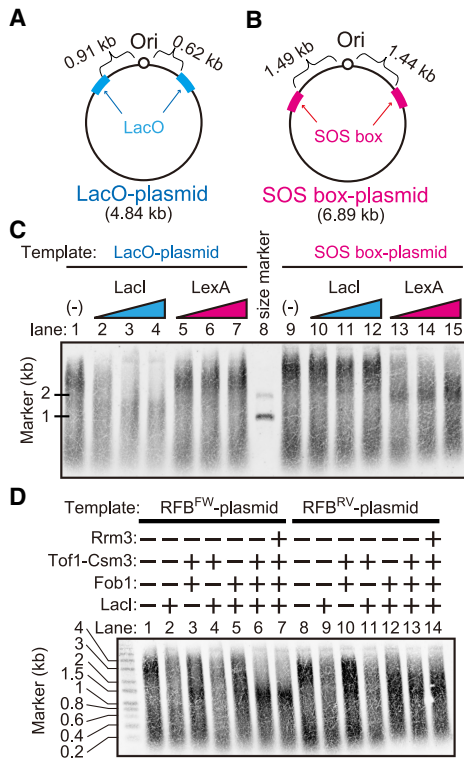 A
0.91 kb
Ori
0.62 kb
LacO
LacO-plasmid
(4.84 kb)
B
1.49 kb
Ori
1.44 kb
SOS box
SOS box-plasmid
(6.89 kb)
C
Template: LacO-plasmid size marker SOS box-plasmid
(-) LacI LexA (-) LacI LexA
lane: 1 2 3 4 5 6 7 8 9 10 11 12 13 14 15
Marker (kb)
2
1
D
Template: RFBFW-plasmid RFBRV-plasmid
Rrm3: − − − − − − + − − − − − − +
Tof1-Csm3: − − + + − + + − − + + − + +
Fob1: − − + − + + + − − + − + + +
LacI: − + − + + + + − + − + + + +
Lane: 1 2 3 4 5 6 7 8 9 10 11 12 13 14
Marker (kb)
4
3
2
1.5
1
0.8
0.6
0.4
0.2